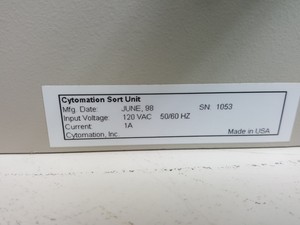 Cytomation Sort Unit
Mfg. Date: JUNE, 98 SN: 1053
Input Voltage: 120 VAC 50/60 HZ
Current: 1A
Cytomation, Inc. Made in USA